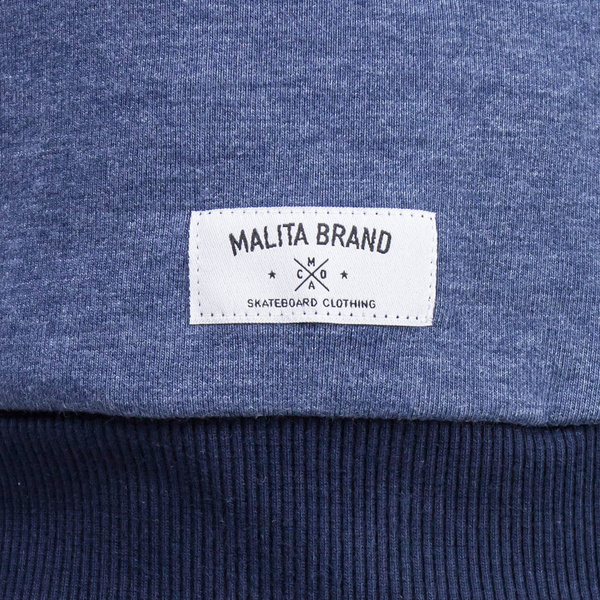 MALITA BRAND
M
C O
A
SKATEBOARD CLOTHING